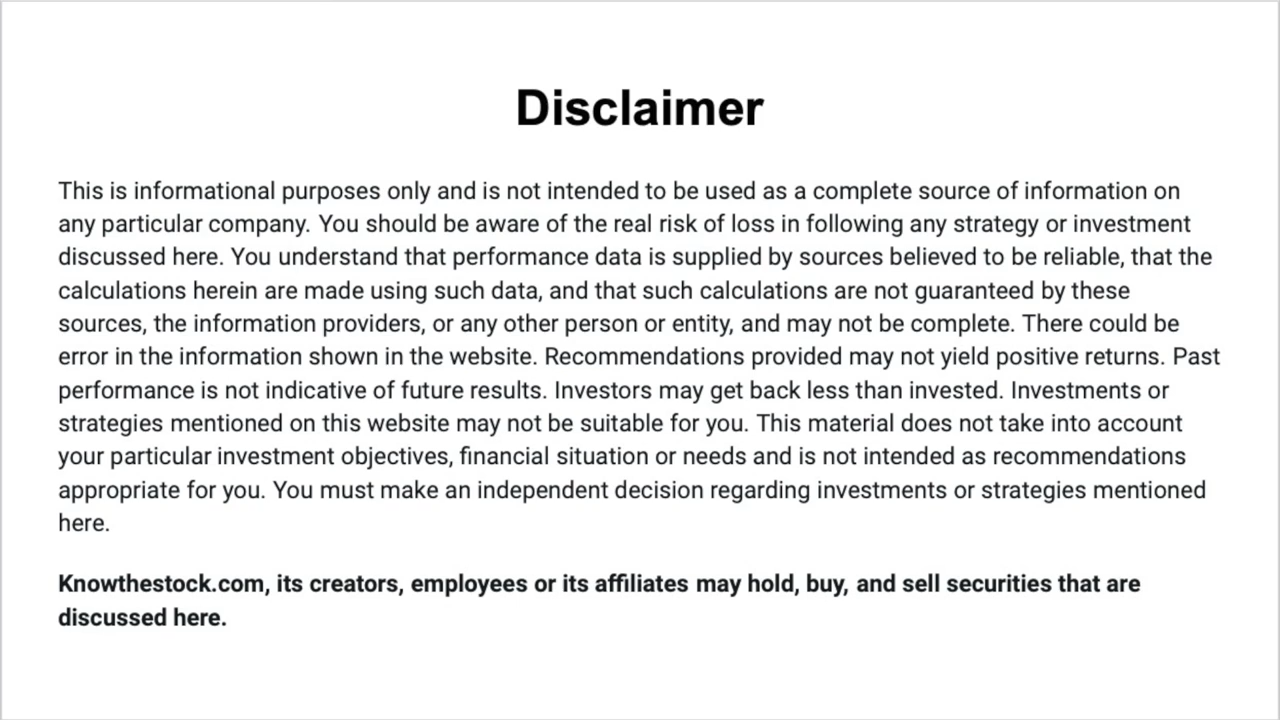 Disclaimer
This is informational purposes only and is not intended to be used as a complete source of information on
any particular company. You should be aware of the real risk of loss in following any strategy or investment
discussed here. You understand that performance data is supplied by sources believed to be reliable, that the
calculations herein are made using such data, and that such calculations are not guaranteed by these
sources, the information providers, or any other person or entity, and may not be complete. There could be
error in the information shown in the website. Recommendations provided may not yield positive returns. Past
performance is not indicative of future results. Investors may get back less than invested. Investments or
strategies mentioned on this website may not be suitable for you. This material does not take into account
your particular investment objectives, financial situation or needs and is not intended as recommendations
appropriate for you. You must make an independent decision regarding investments or strategies mentioned
here.
Knowthestock.com, its creators, employees or its affiliates may hold, buy, and sell securities that are
discussed here.